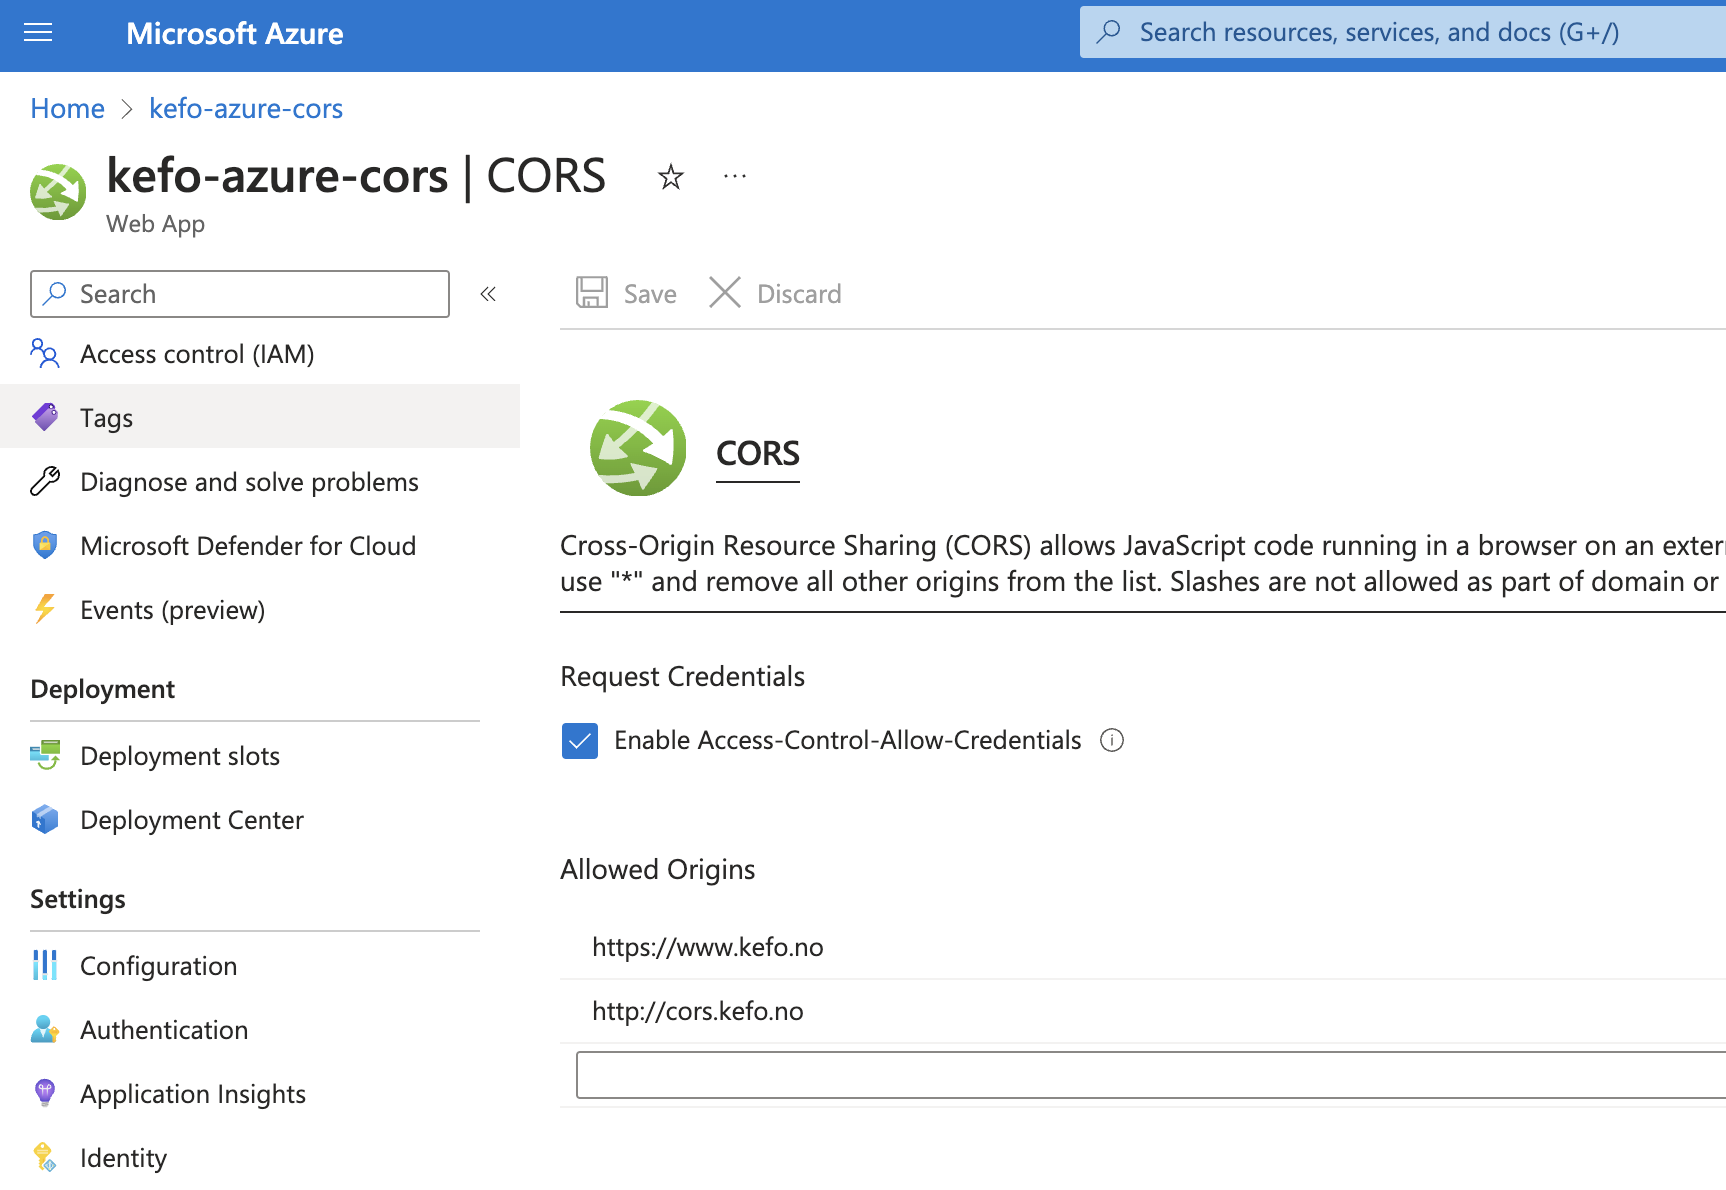 Microsoft Azure
Search resources, services, and docs (G+/)
Home > kefo-azure-cors
kefo-azure-cors | CORS
Web App
Search
«
Save
Discard
Access control (IAM)
Tags
Diagnose and solve problems
Microsoft Defender for Cloud
Events (preview)
Deployment
Deployment slots
Deployment Center
Settings
Configuration
Authentication
Application Insights
Identity
CORS
Cross-Origin Resource Sharing (CORS) allows JavaScript code running in a browser on an exter
use "*" and remove all other origins from the list. Slashes are not allowed as part of domain or
Request Credentials
Enable Access-Control-Allow-Credentials
Allowed Origins
https://www.kefo.no
http://cors.kefo.no